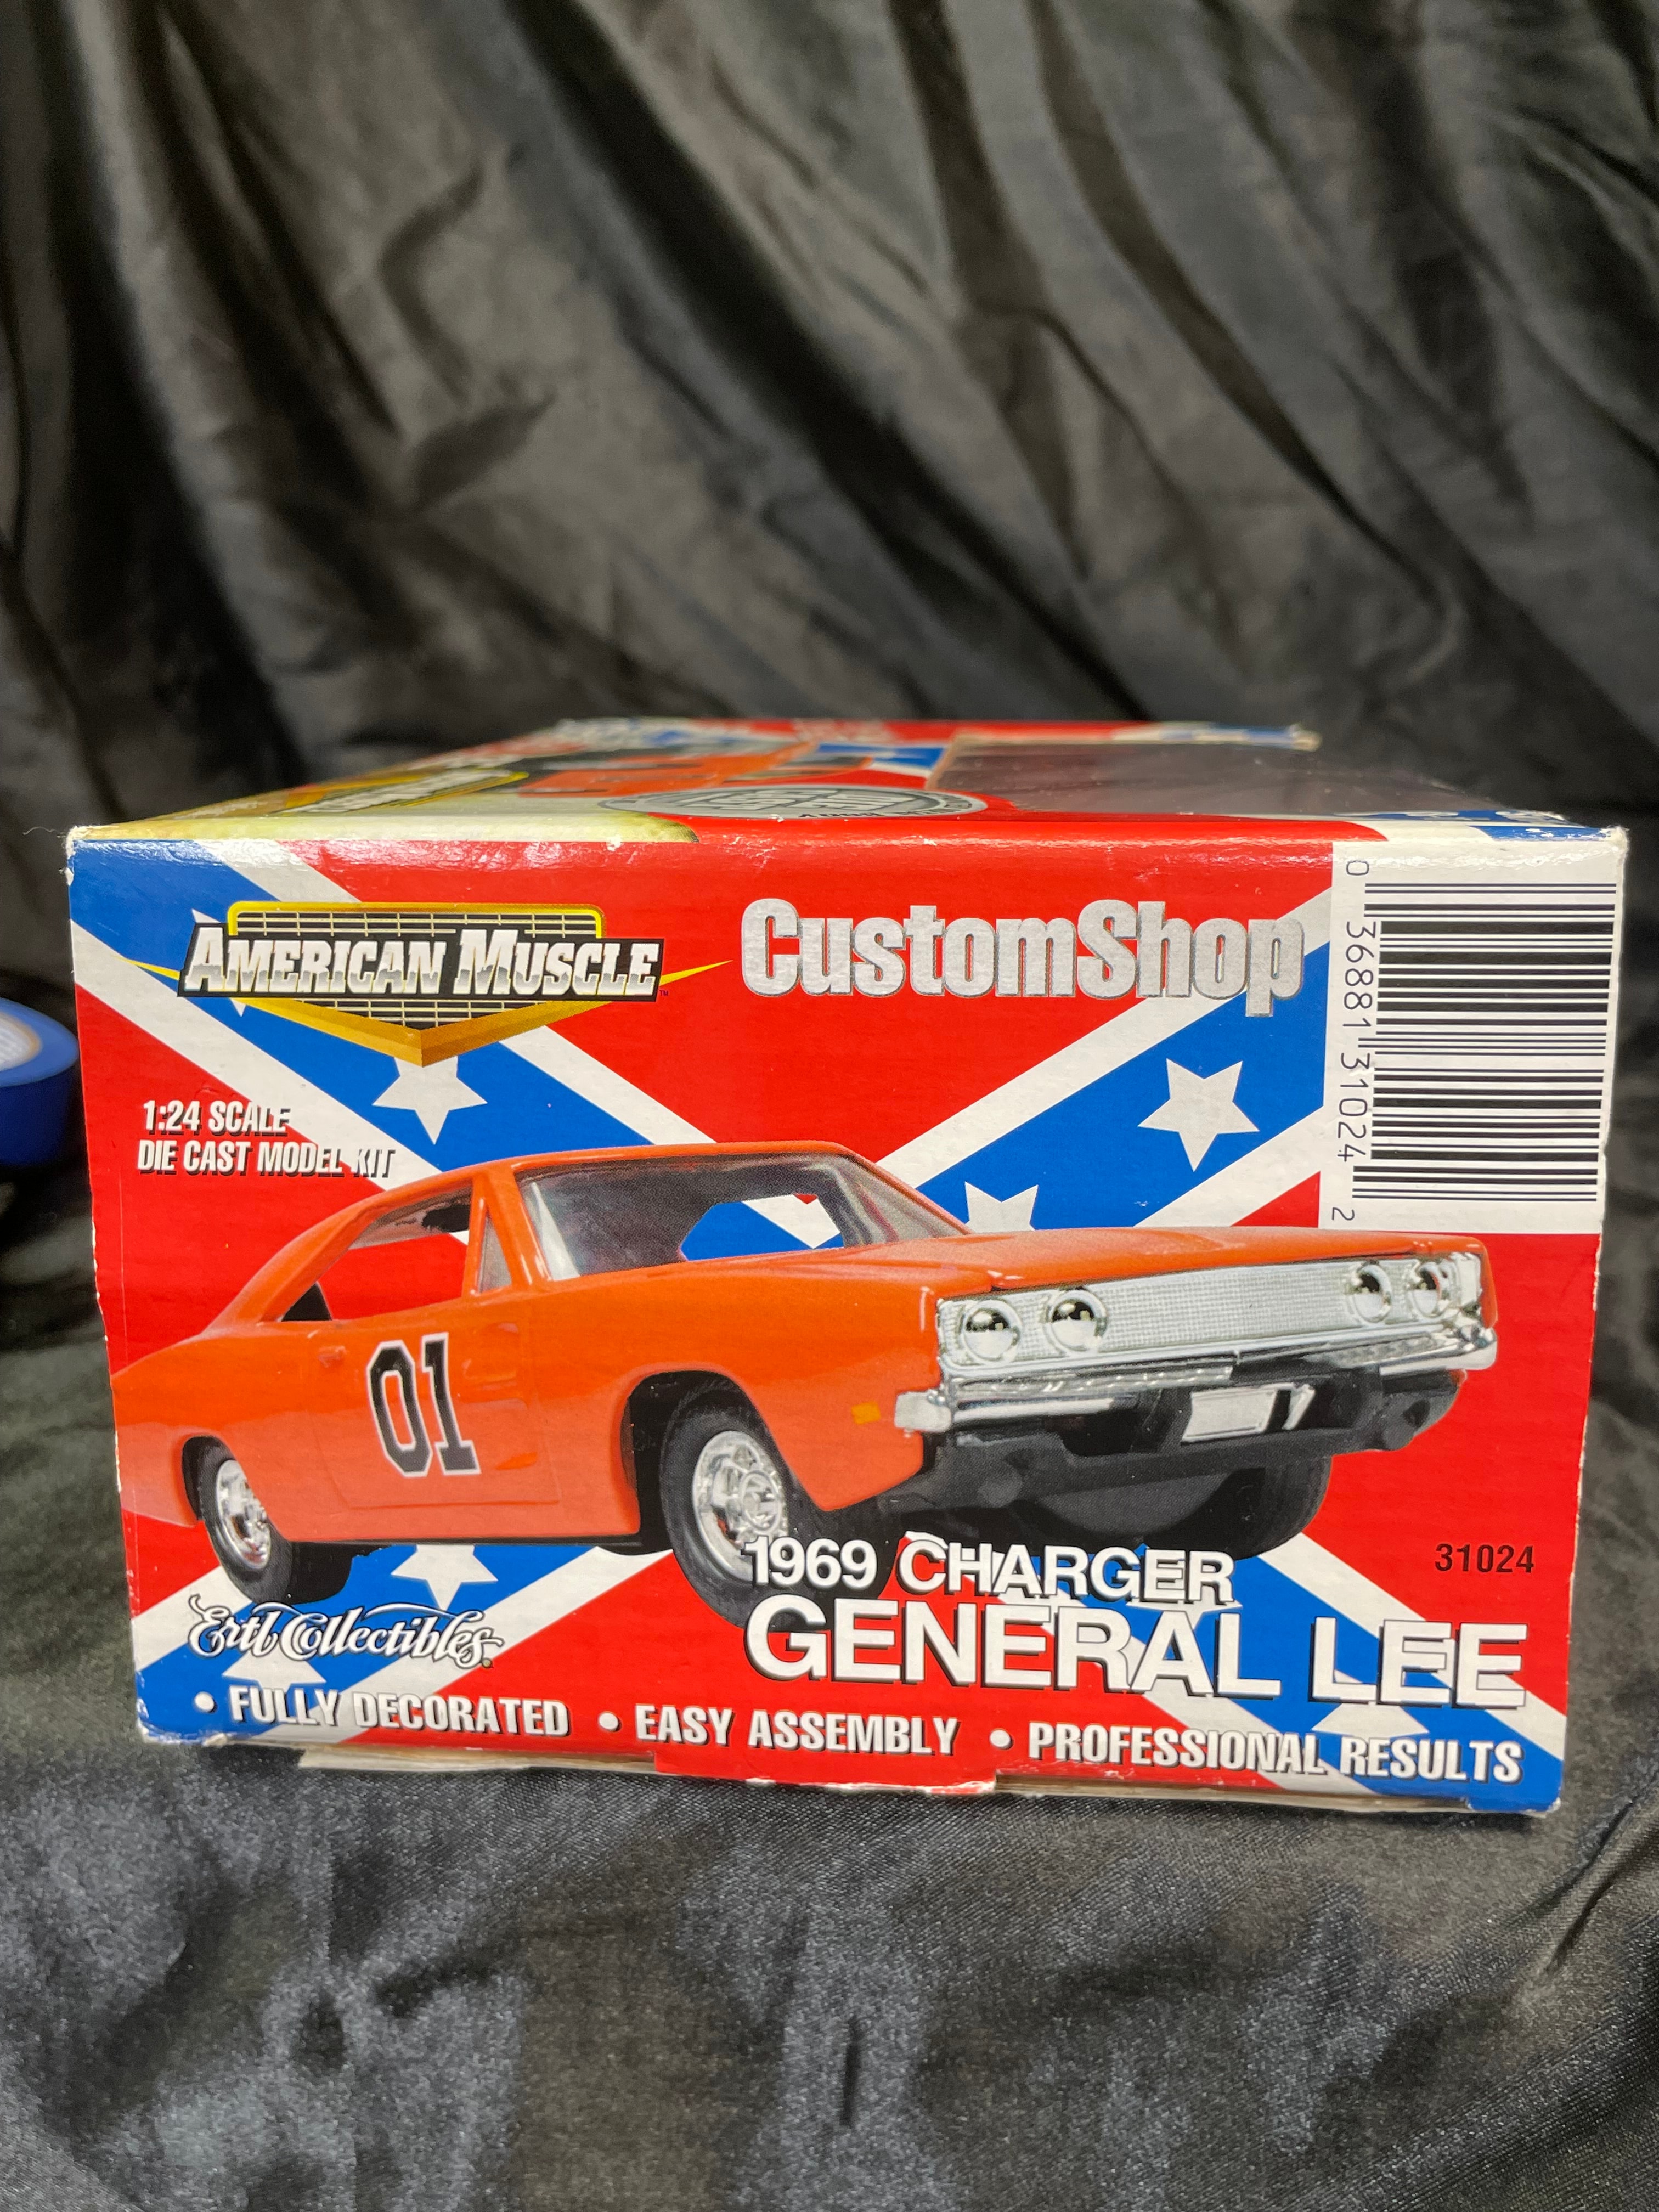 AMERICAN MUSCLE™
CustomShop
0 36881 31024 2
1:24 SCALE
DIE CAST MODEL KIT
01
1969 CHARGER
31024
GENERAL LEE
Ertl Collectibles
• FULLY DECORATED • EASY ASSEMBLY • PROFESSIONAL RESULTS